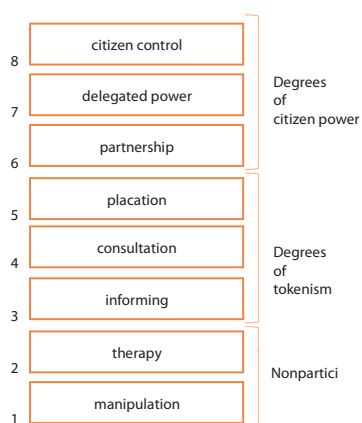 citizen control
8
delegated power
7
partnership
6
Degrees
of
citizen power
placation
5
consultation
4
informing
3
Degrees
of
tokenism
therapy
2
manipulation
1
Nonpartici